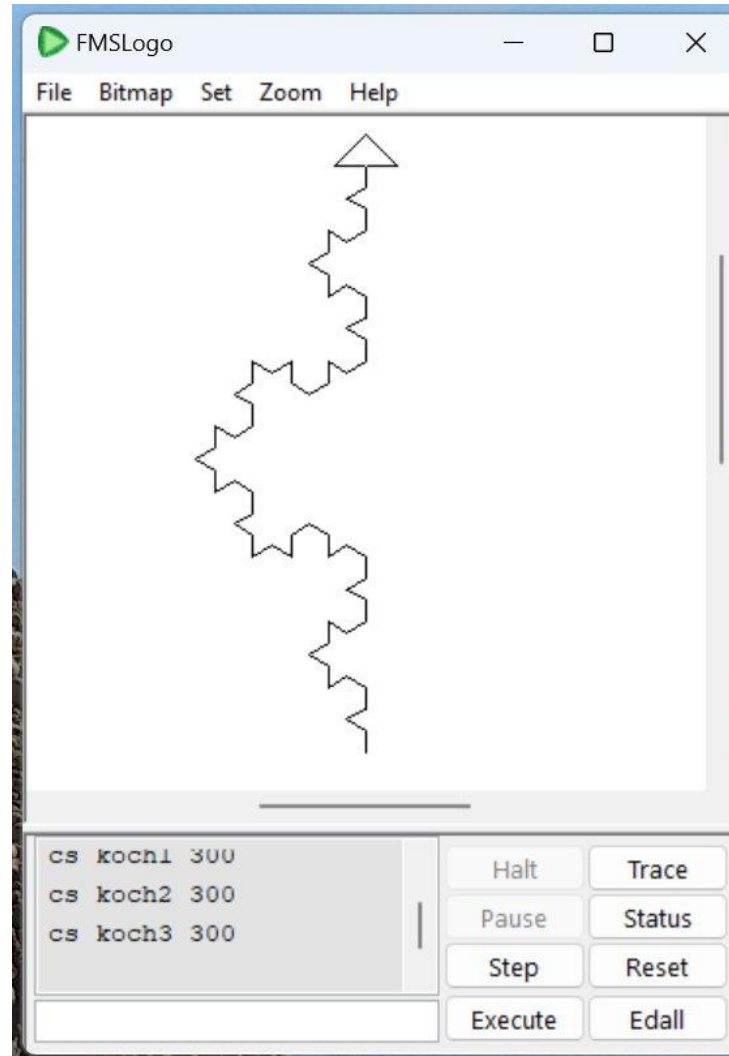 FMSLogo
File Bitmap Set Zoom Help
cs koch1 300
cs koch2 300
cs koch3 300
Halt Trace
Pause Status
Step Reset
Execute Edall